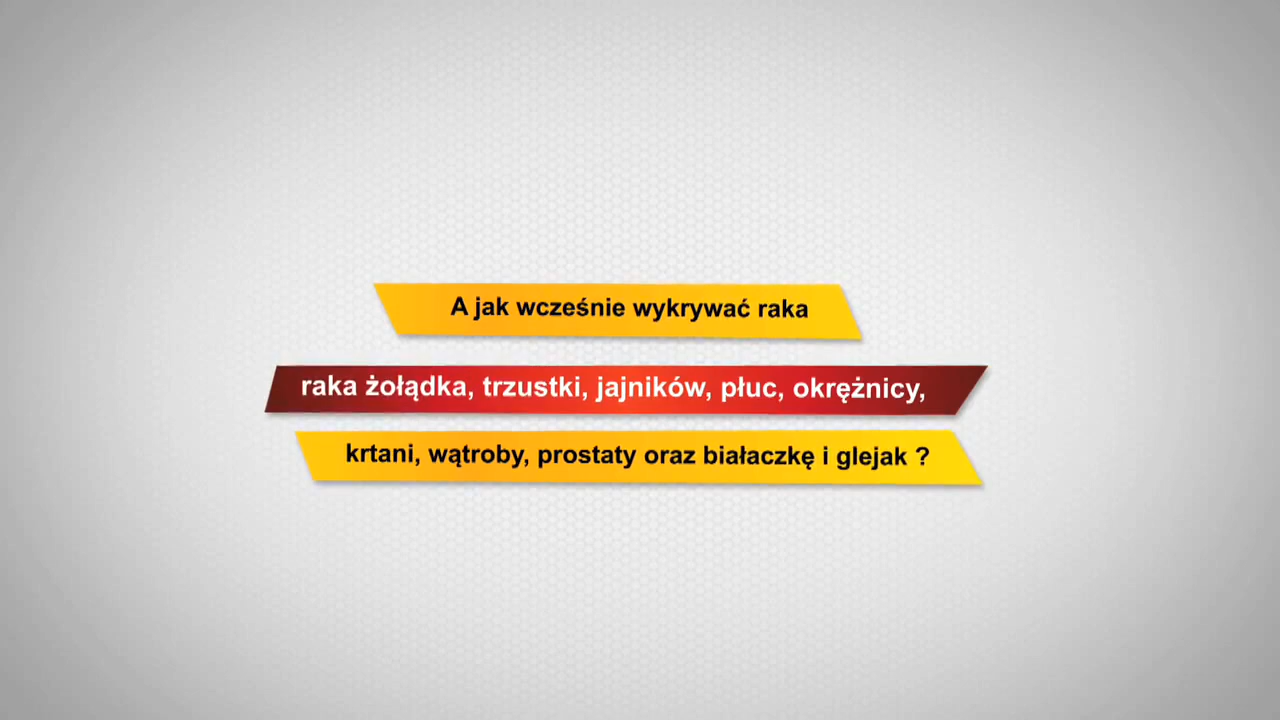 A jak wcześnie wykrywać raka
raka żołądka, trzustki, jajników, płuc, okrężnicy,
krtani, wątroby, prostaty oraz białaczkę i glejak ?